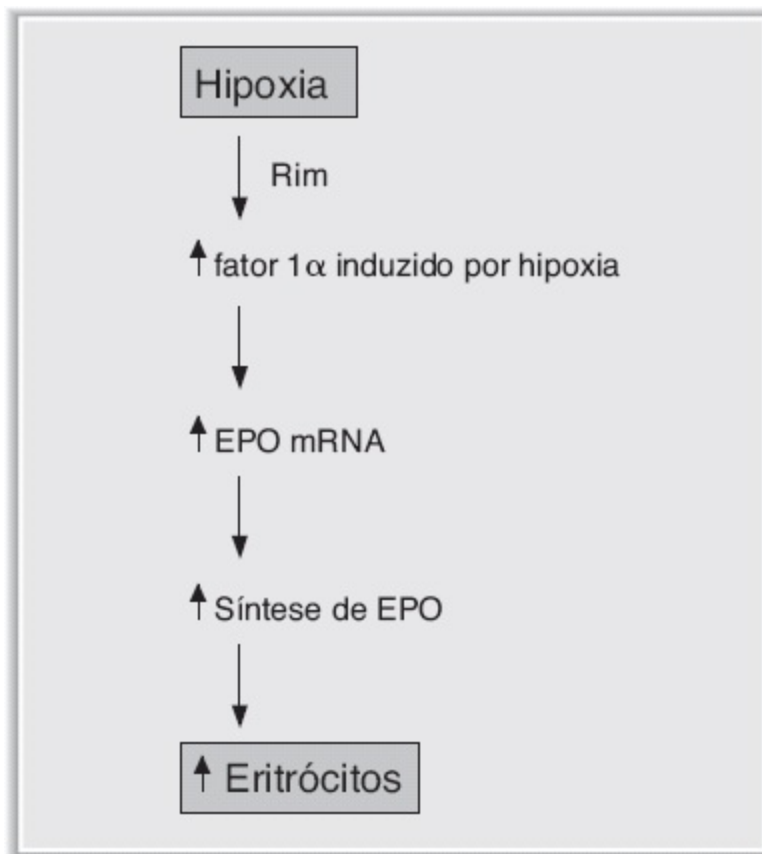 Hipoxia
Rim
↑ fator 1α induzido por hipoxia
↑ EPO mRNA
↑ Síntese de EPO
↑ Eritrócitos